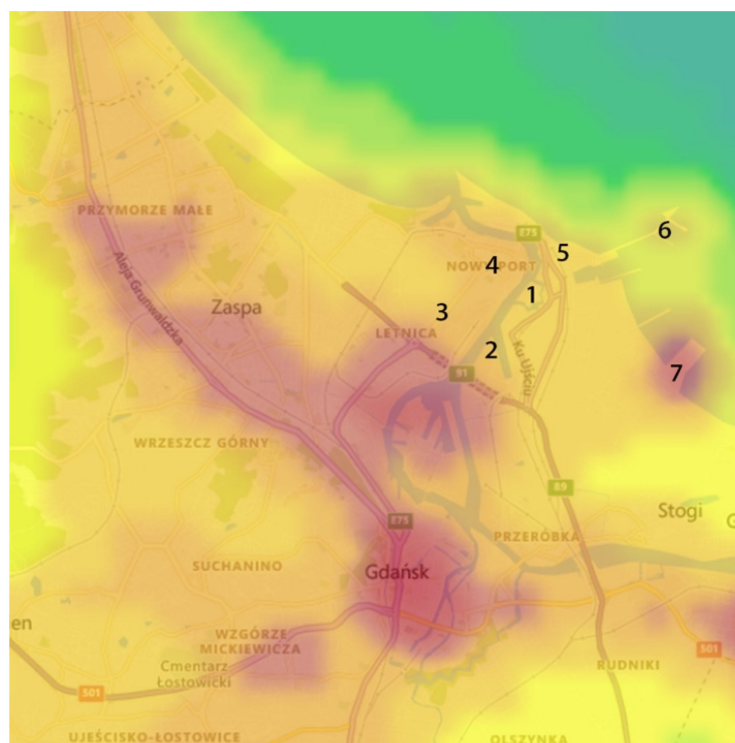 PRZYMORZE MAŁE
Aleja Grunwaldzka
Zaspa
E75
6
5
4
NOWY PORT
1
3
LETNICA
2
Ku Ujściu
91
7
WRZESZCZ GÓRNY
89
Stogi
G
E75
PRZERÓBKA
SUCHANINO
Gdańsk
en
WZGÓRZE
MICKIEWICZA
Cmentarz
Łostowicki
501
501
RUDNIKI
UJEŚCISKO-ŁOSTOWICE
OLSZYNKA